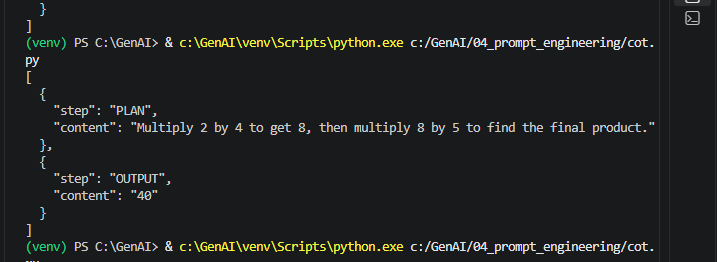 }
]
(venv) PS C:\GenAI> & c:\GenAI\venv\Scripts\python.exe c:/GenAI/04_prompt_engineering/cot.
py
[
  {
    "step": "PLAN",
    "content": "Multiply 2 by 4 to get 8, then multiply 8 by 5 to find the final product."
  },
  {
    "step": "OUTPUT",
    "content": "40"
  }
]
(venv) PS C:\GenAI> & c:\GenAI\venv\Scripts\python.exe c:/GenAI/04_prompt_engineering/cot.